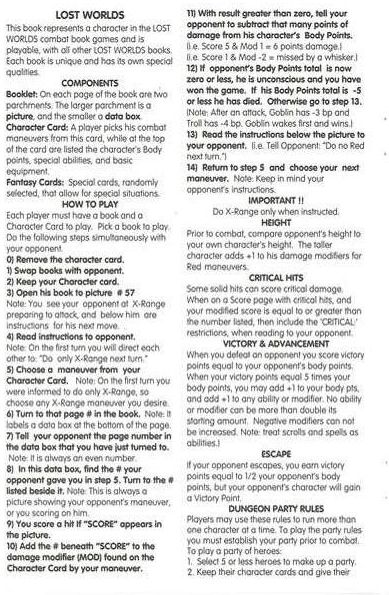 LOST WORLDS
This book represents a character in the LOST
WORLDS combat book games and is
playable, with all other LOST WORLDS books.
Each book is unique and has its own special
qualities.
COMPONENTS
Booklet: On each page of the book are two
parchments. The larger parchment is a
picture, and the smaller o data box
Character Card: A player picks his combat
maneuvers from this card, while at the top
of the card are listed the character's Body
points, special abilities, and basic
equipment.
Fantasy Cards: Special cards, randomly
selected, that allow for special situations.
HOW TO PLAY
Each player must have a book and a
Character Card to play. Pick a book to play.
Do the following steps simultaneously with
your opponent.
0) Remove the character card.
1) Swap books with opponent.
2) Keep your Character card.
3) Open his book to picture # 57
Note: You see your opponent at X-Range
preparing to attack, and below him are
instructions for his next move.
4) Read instructions to opponent.
Note: On the first turn you will direct each
other to: "Do only X-Range next turn."
5) Choose a maneuver from your
Character Card. Note: On the first turn you
were informed to do only X-Range, so
choose any X-Range maneuver you desire.
6) Turn to that page # in the book. Note: It
labels a data box at the bottom of the page.
7) Tell your opponent the page number in
the data box that you have just turned to.
Note: It is always an even number.
8) In this data box, find the # your
opponent gave you in step 5. Turn to the #
listed beside it. Note: This is always a
picture showing your opponent's maneuver,
or you scoring on him.
9) You score a hit If "SCORE" appears in
the picture.
10) Add the # beneath "SCORE" to the
damage modifier (MOD) found on the
Character Card by your maneuver.
11) With result greater than zero, tell your
opponent to subtract that many points of
damage from his character's Body Points.
(i.e. Score 5 & Mod 1 = 6 points damage.)
(i.e. Score 1 & Mod -2 = missed by a whisker.)
12) If opponent's Body Points total is now
zero or less, he is unconscious and you have
won the game. If his Body Points total is -5
or less he has died. Otherwise go to step 13.
(Note: After an attack, Goblin has -3 bp and
Troll has -4 bp. Goblin wakes first and wins.)
13) Read the instructions below the picture to
your opponent. (i.e. Tell Opponent: "Do no Red
next turn.")
14) Return to step 5 and choose your next
maneuver. Note: Keep in mind your
opponent's instructions.
IMPORTANT !!
Do X-Range only when instructed.
HEIGHT
Prior to combat, compare opponent's height to
your own character's height. The taller
character adds +1 to his damage modifiers for
Red maneuvers.
CRITICAL HITS
Some solid hits can score critical damage.
When on a Score page with critical hits, and
your modified score is equal to or greater than
the number listed, then include the 'CRITICAL:'
restrictions, when reading to your opponent.
VICTORY & ADVANCEMENT
When you defeat an opponent you score victory
points equal to your opponent's body points.
When your victory points equal 5 times your
body points, you may add +1 to your body pts,
and add +1 to any ability or modifier. No ability
or modifier can be more than double its
starting amount. Negative modifiers can not
be increased. Note: treat scrolls and spells as
abilities.)
ESCAPE
If your opponent escapes, you earn victory
points equal to 1/2 your opponent's body
points, but your opponent's character will gain
a Victory Point.
DUNGEON PARTY RULES
Players may use these rules to run more than
one character at a time. To play the party rules
you must establish your party prior to combat.
To play a party of heroes:
1. Select 5 or less heroes to make up a party.
2. Keep their character cards and give their